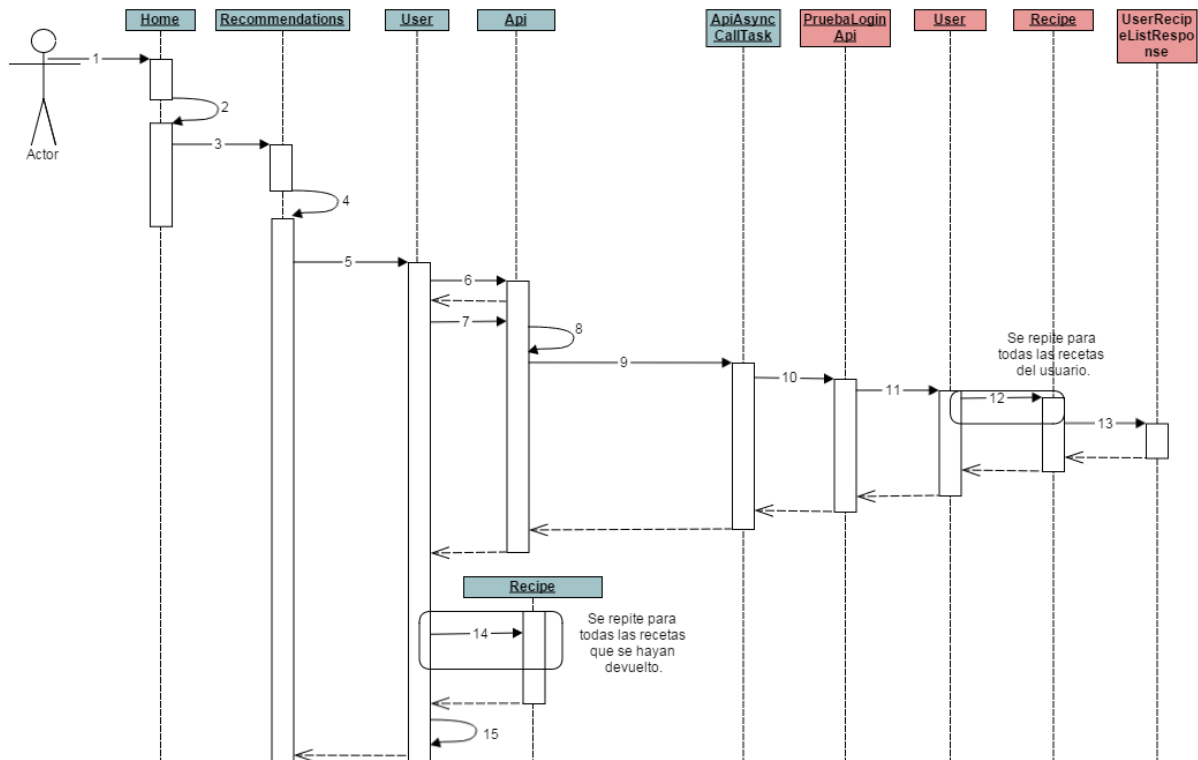 Home
Recommendations
User
Api
ApiAsync
CallTask
PruebaLogin
Api
User
Recipe
UserRecip
eListRespo
nse
1
Actor
2
3
4
5
6
7
8
9
10
11
Se repite para
todas las recetas
del usuario.
12
13
Recipe
14
Se repite para
todas las recetas
que se hayan
devuelto.
15